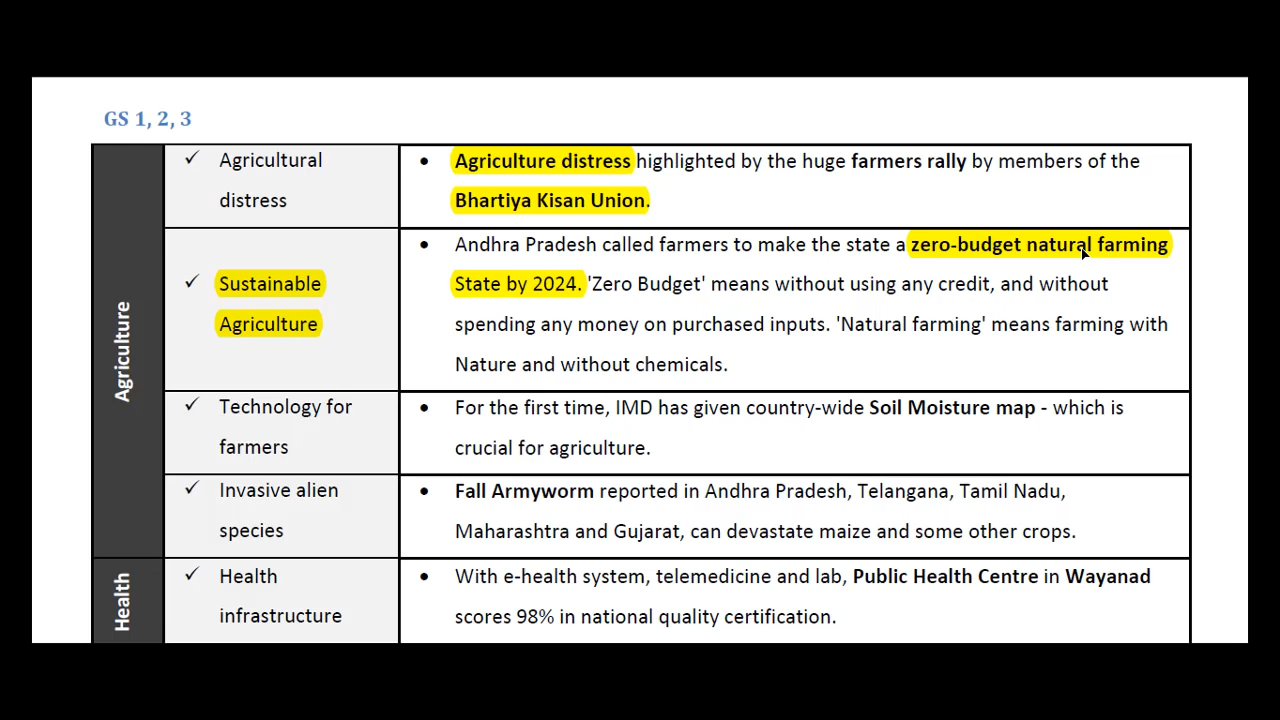 GS 1, 2, 3
Agriculture
✓ Agricultural
distress
• Agriculture distress highlighted by the huge farmers rally by members of the
Bhartiya Kisan Union.
✓ Sustainable
Agriculture
• Andhra Pradesh called farmers to make the state a zero-budget natural farming
State by 2024. 'Zero Budget' means without using any credit, and without
spending any money on purchased inputs. 'Natural farming' means farming with
Nature and without chemicals.
✓ Technology for
farmers
• For the first time, IMD has given country-wide Soil Moisture map - which is
crucial for agriculture.
✓ Invasive alien
species
• Fall Armyworm reported in Andhra Pradesh, Telangana, Tamil Nadu,
Maharashtra and Gujarat, can devastate maize and some other crops.
Health
✓ Health
infrastructure
• With e-health system, telemedicine and lab, Public Health Centre in Wayanad
scores 98% in national quality certification.